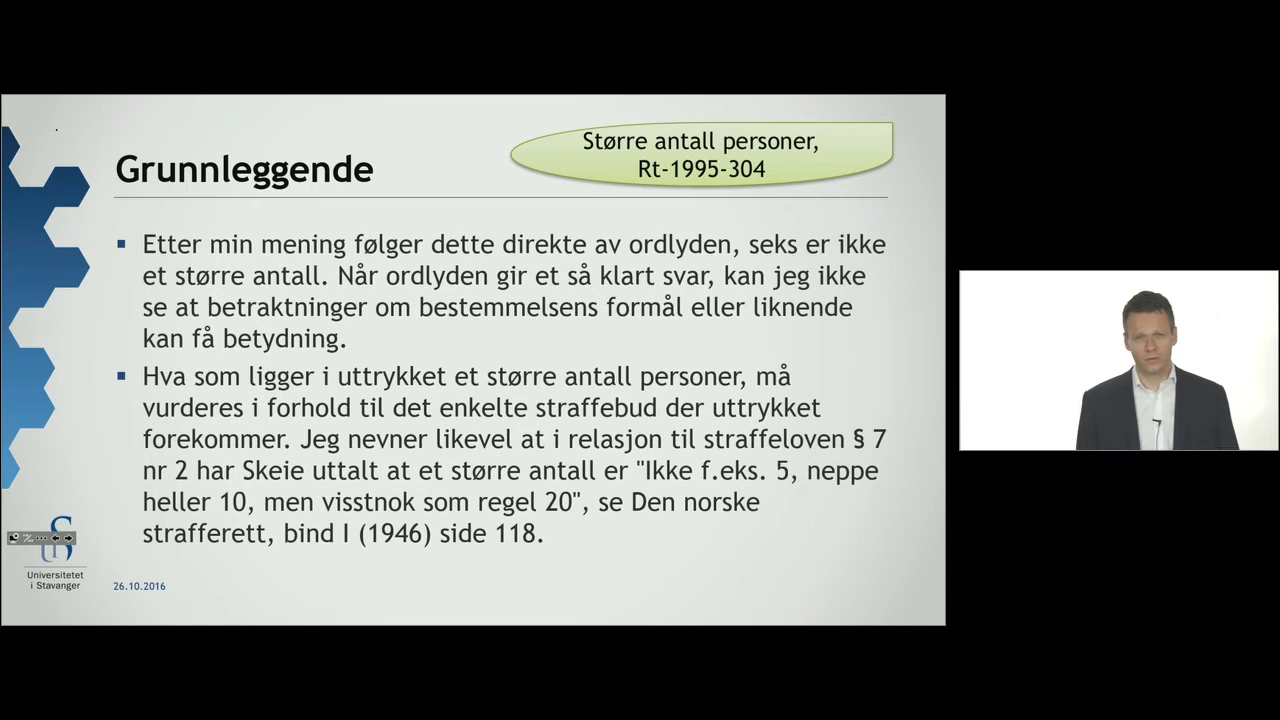 Større antall personer,
Rt-1995-304
Grunnleggende
Etter min mening følger dette direkte av ordlyden, seks er ikke
et større antall. Når ordlyden gir et så klart svar, kan jeg ikke
se at betraktninger om bestemmelsens formål eller liknende
kan få betydning.
Hva som ligger i uttrykket et større antall personer, må
vurderes i forhold til det enkelte straffebud der uttrykket
forekommer. Jeg nevner likevel at i relasjon til straffeloven § 7
nr 2 har Skeie uttalt at et større antall er "Ikke f.eks. 5, neppe
heller 10, men visstnok som regel 20", se Den norske
strafferett, bind I (1946) side 118.
Universitetet
i Stavanger
26.10.2016